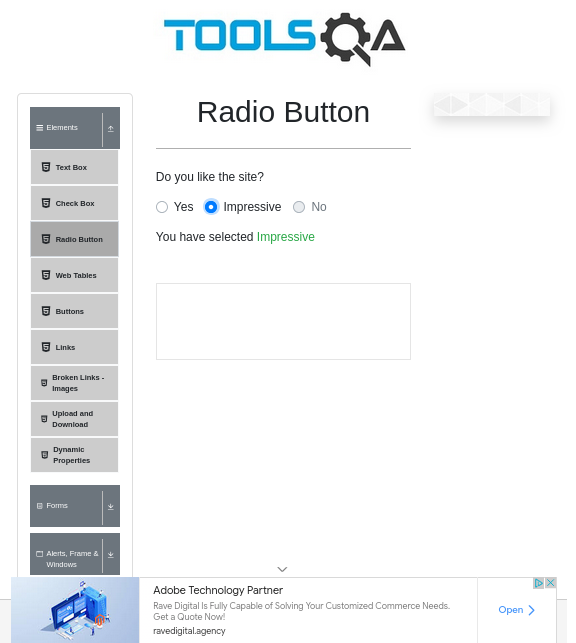 TOOLSQA
Elements
Text Box
Check Box
Radio Button
Web Tables
Buttons
Links
Broken Links -
Images
Upload and
Download
Dynamic
Properties
Forms
Alerts, Frame &
Windows
Radio Button
Do you like the site?
Yes Impressive No
You have selected Impressive
Adobe Technology Partner
Rave Digital Is Fully Capable of Solving Your Customized Commerce Needs.
Get a Quote Now!
ravedigital.agency
Open